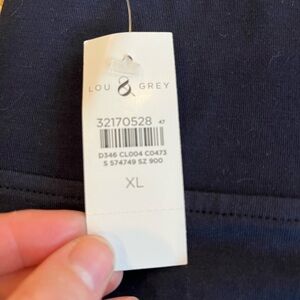 LOU & GREY
32170528 47
D346 CL004 C0473
S 574749 SZ 900
XL